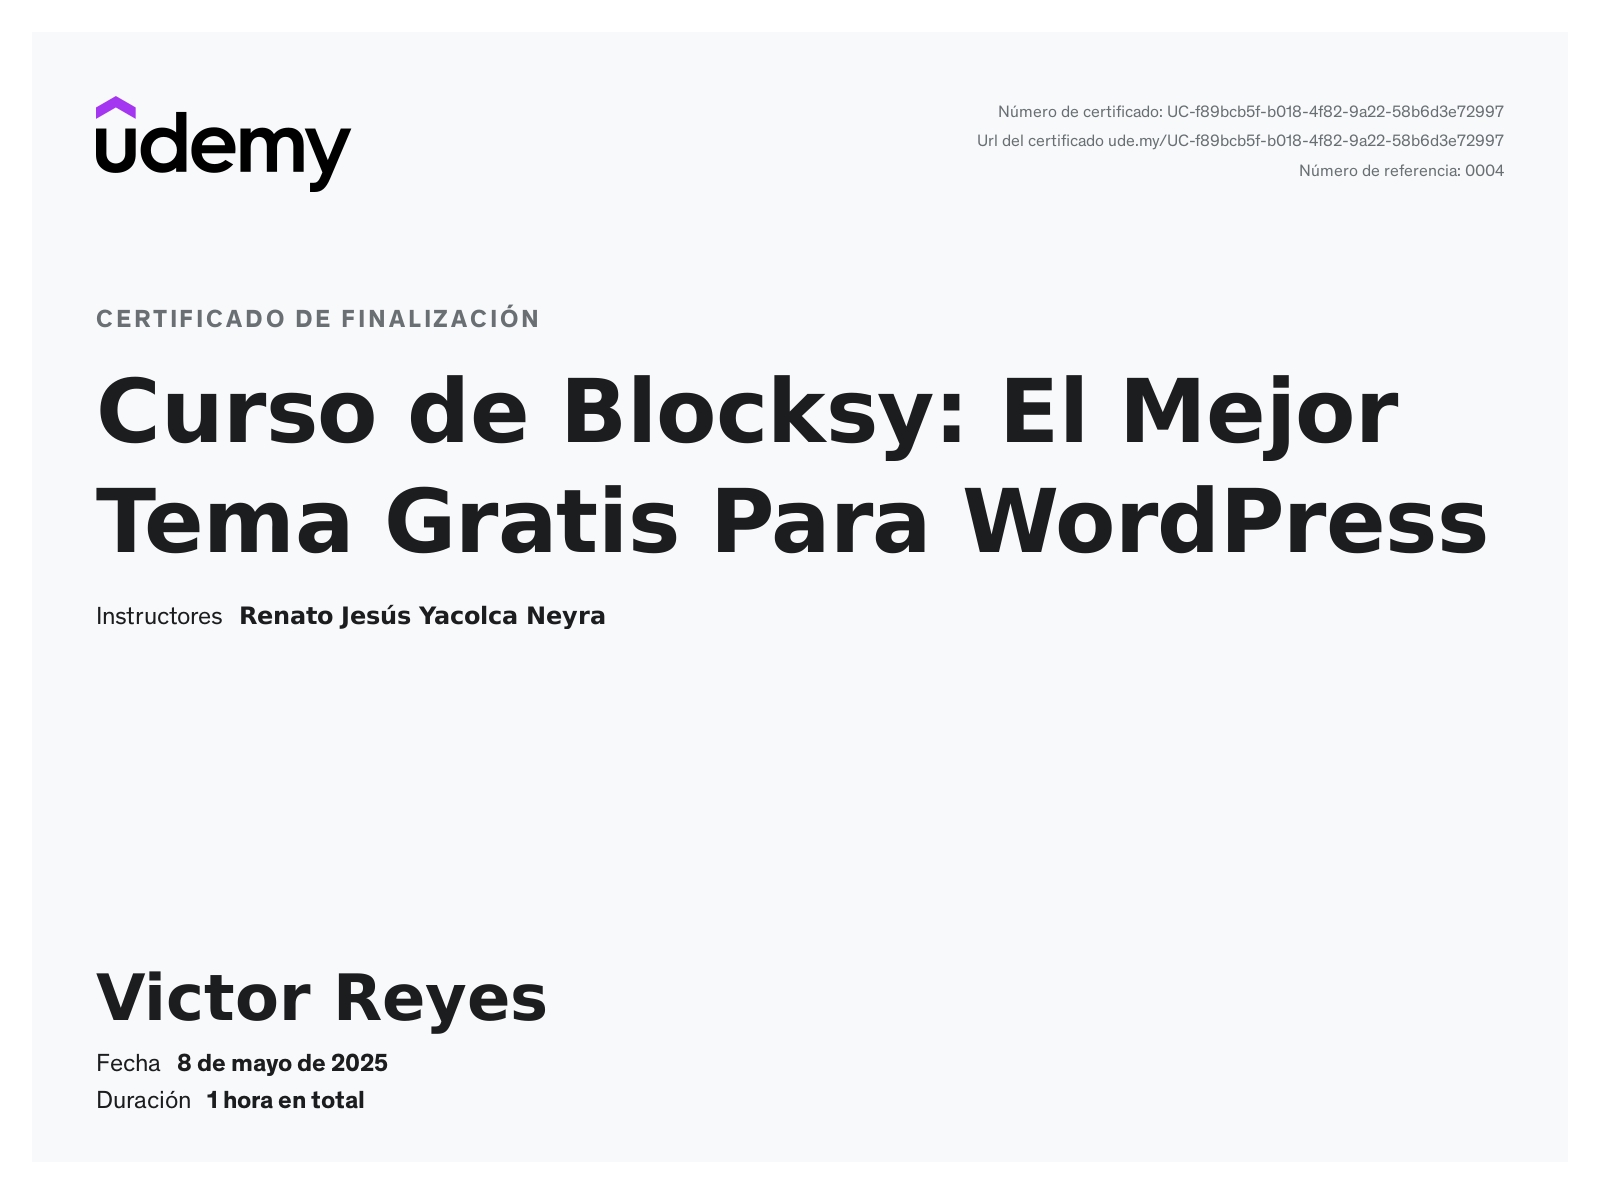 udemy
Número de certificado: UC-f89bcb5f-b018-4f82-9a22-58b6d3e72997
Url del certificado ude.my/UC-f89bcb5f-b018-4f82-9a22-58b6d3e72997
Número de referencia: 0004
CERTIFICADO DE FINALIZACIÓN
Curso de Blocksy: El Mejor
Tema Gratis Para WordPress
Instructores Renato Jesús Yacolca Neyra
Victor Reyes
Fecha 8 de mayo de 2025
Duración 1 hora en total